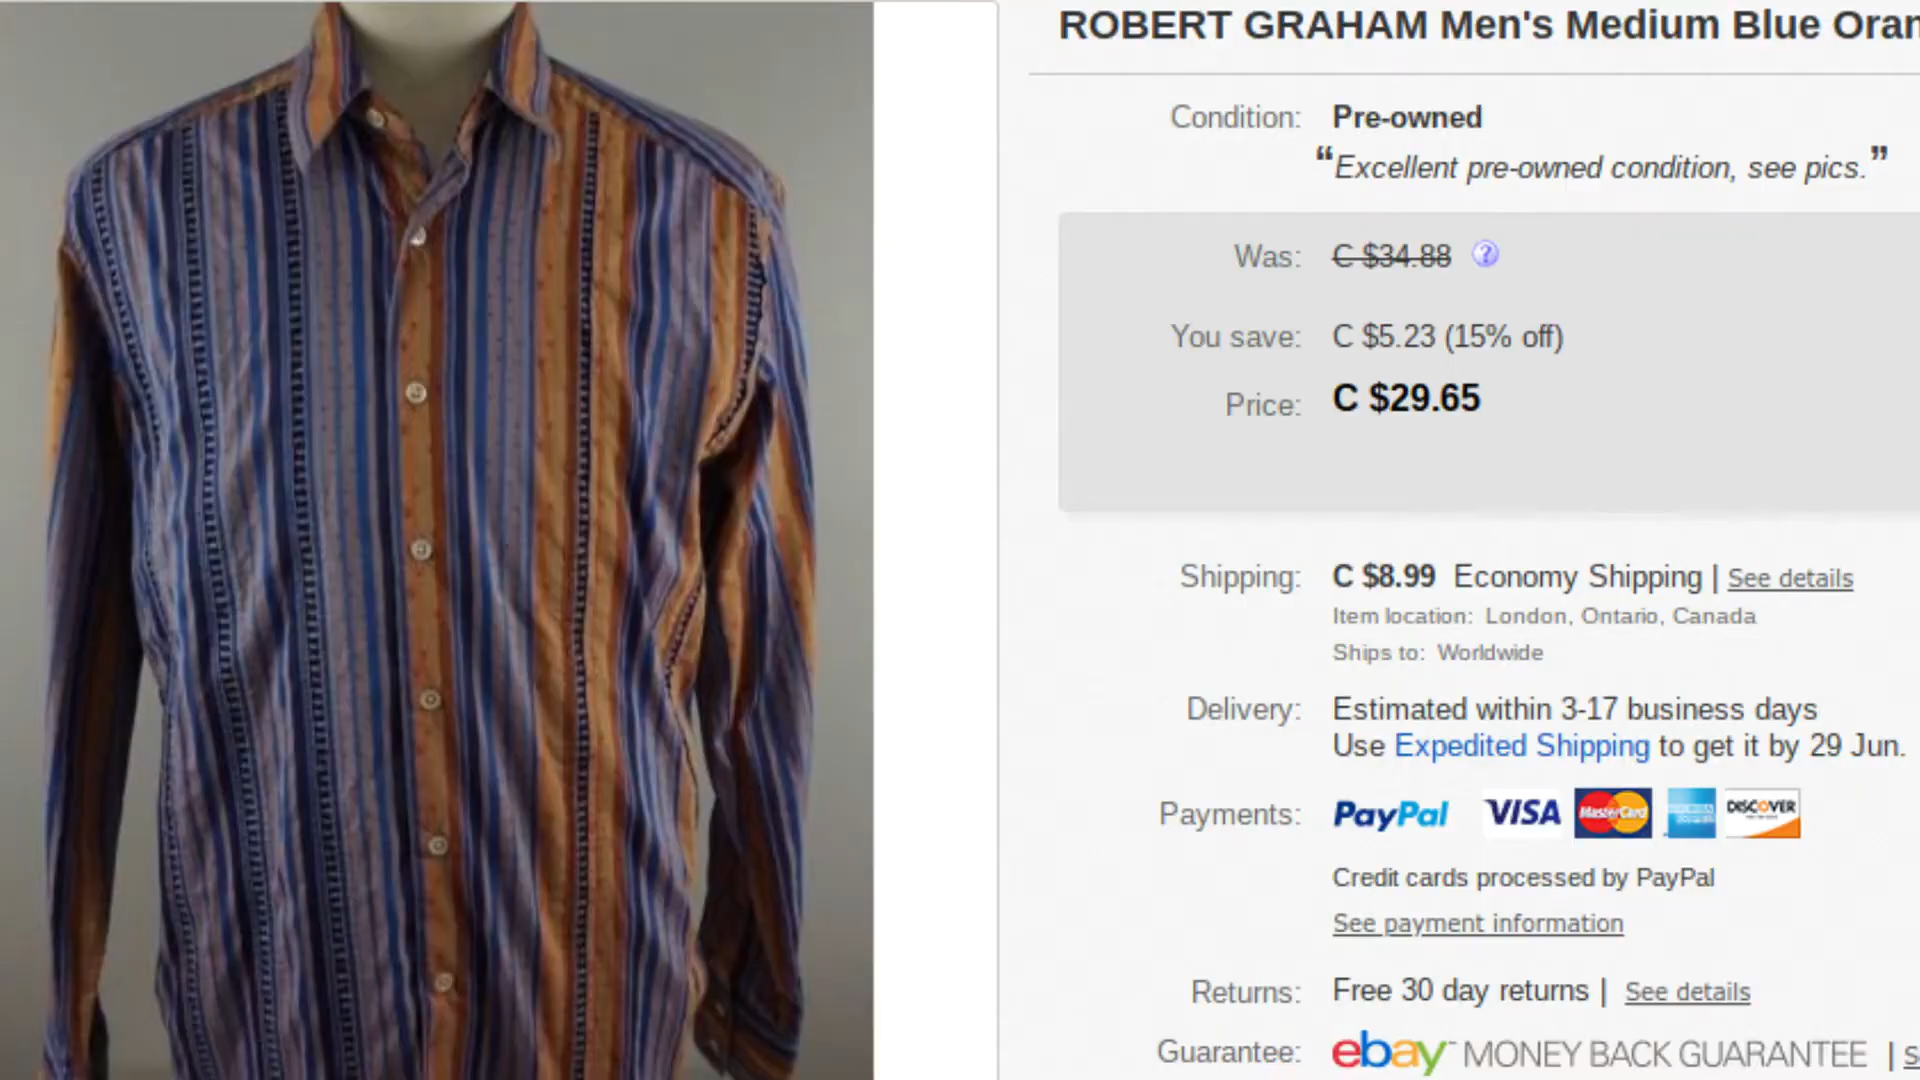 ROBERT GRAHAM Men's Medium Blue Oran
Condition: Pre-owned
“Excellent pre-owned condition, see pics.”
Was: C $34.88 ?
You save: C $5.23 (15% off)
Price: C $29.65
Shipping: C $8.99 Economy Shipping | See details
Item location: London, Ontario, Canada
Ships to: Worldwide
Delivery: Estimated within 3-17 business days
Use Expedited Shipping to get it by 29 Jun.
Payments: PayPal VISA MasterCard AMERICAN EXPRESS DISCOVER
Credit cards processed by PayPal
See payment information
Returns: Free 30 day returns | See details
Guarantee: ebay MONEY BACK GUARANTEE | S